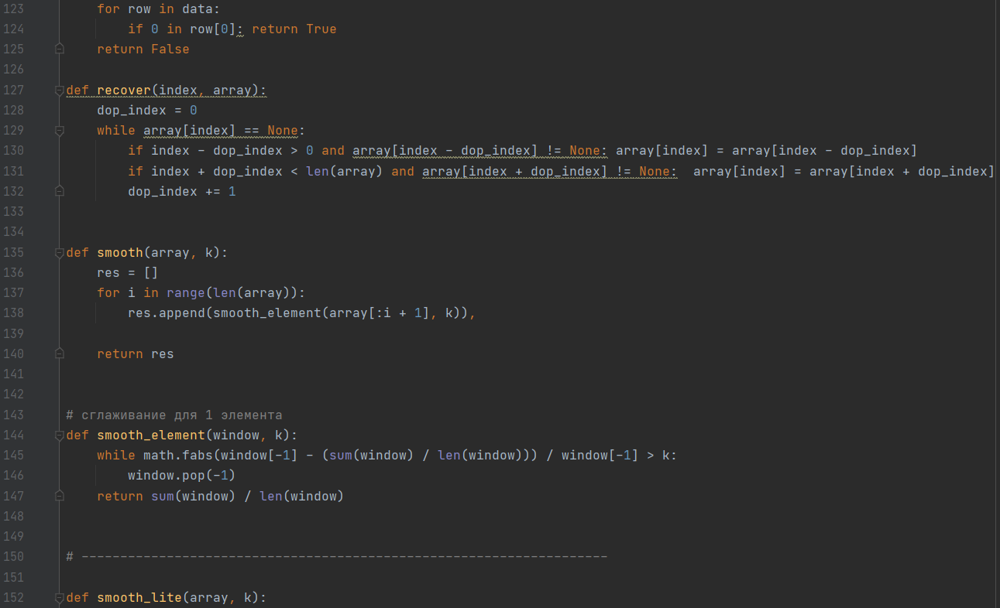 123 for row in data:
124 if 0 in row[0]: return True
125 return False
126
127 def recover(index, array):
128 dop_index = 0
129 while array[index] == None:
130 if index - dop_index > 0 and array[index - dop_index] != None: array[index] = array[index - dop_index]
131 if index + dop_index < len(array) and array[index + dop_index] != None:  array[index] = array[index + dop_index]
132 dop_index += 1
133
134
135 def smooth(array, k):
136 res = []
137 for i in range(len(array)):
138 res.append(smooth_element(array[:i + 1], k)),
139
140 return res
141
142
143 # сглаживание для 1 элемента
144 def smooth_element(window, k):
145 while math.fabs(window[-1] - (sum(window) / len(window))) / window[-1] > k:
146 window.pop(-1)
147 return sum(window) / len(window)
148
149
150 # --------------------------------------------------------------------
151
152 def smooth_lite(array, k):